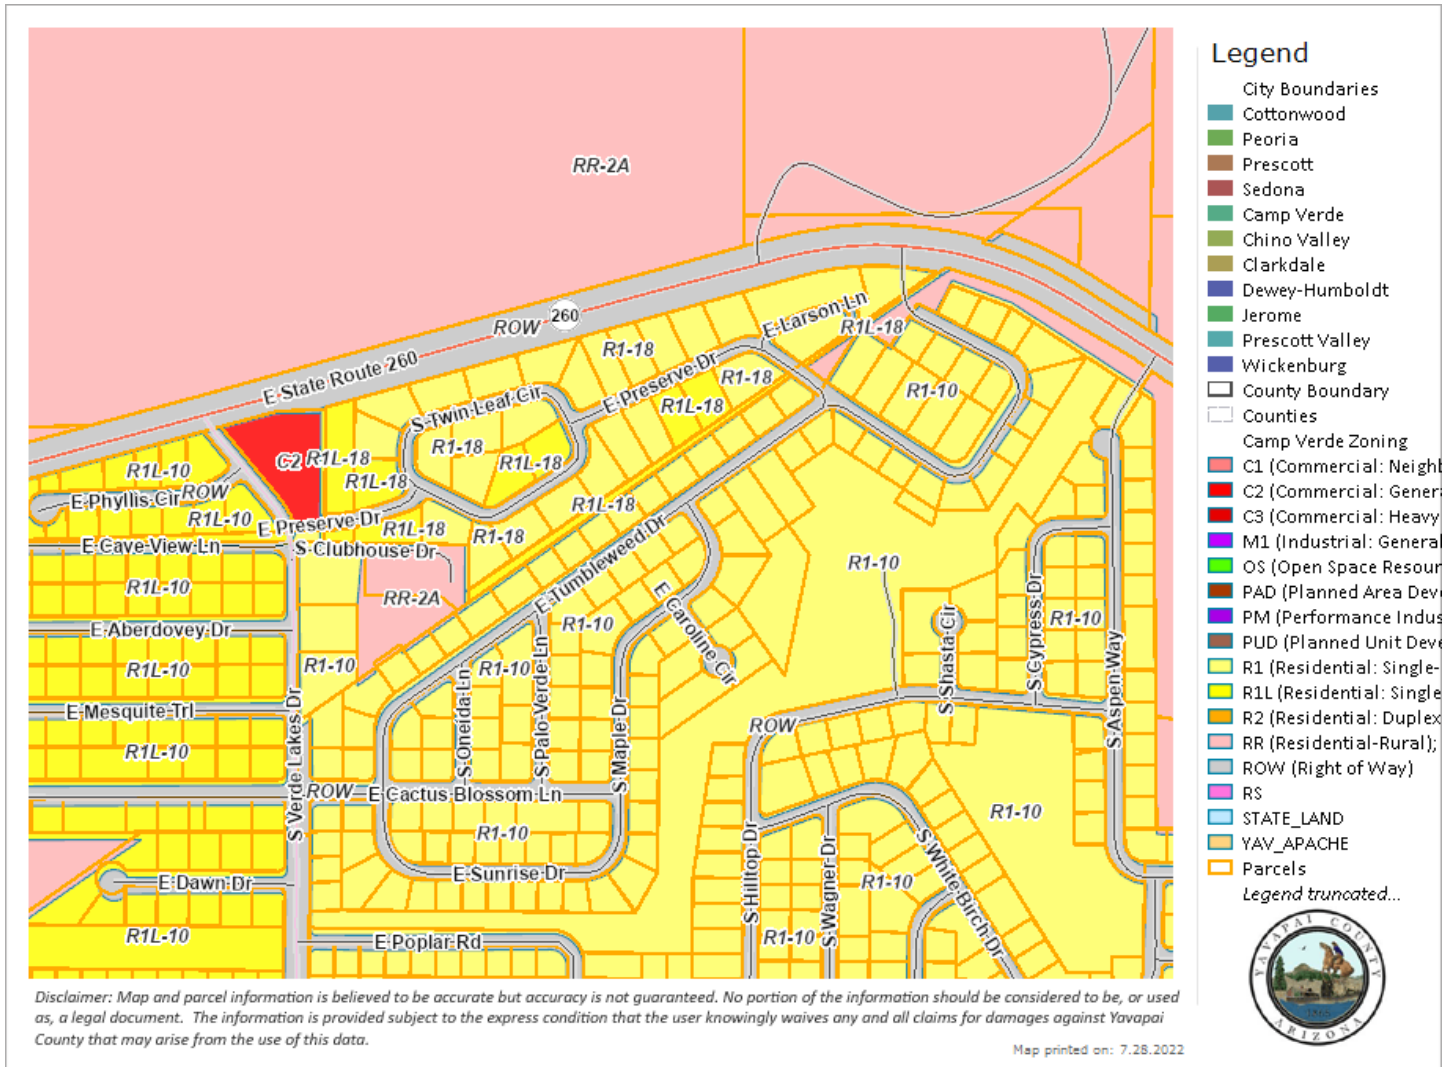 RR-2A
E State Route 260
ROW
260
E Larson Ln
R1L-18
R1-18
E Preserve Dr
R1-18
R1L-18
R1-10
S Twin Leaf Cir
R1-18
R1L-18
C2
R1L-18
R1L-18
R1L-10
E Phyllis Cir
ROW
R1L-10
E Preserve Dr
R1L-18
R1-18
R1L-18
E Cave View Ln
S Clubhouse Dr
R1L-10
RR-2A
E Tumbleweed Dr
R1-10
E Caroline Cir
R1-10
S Shasta Cir
S Cypress Dr
R1-10
S Aspen Way
E Aberdovey Dr
R1L-10
R1-10
R1-10
S Oneida Ln
S Palo Verde Ln
S Maple Dr
E Mesquite Trl
S Verde Lakes Dr
R1L-10
ROW
ROW
E Cactus Blossom Ln
R1-10
R1-10
E Sunrise Dr
E Dawn Dr
S Hilltop Dr
S Wagner Dr
S White Birch Dr
R1-10
R1-10
R1L-10
E Poplar Rd
Legend
City Boundaries
Cottonwood
Peoria
Prescott
Sedona
Camp Verde
Chino Valley
Clarkdale
Dewey-Humboldt
Jerome
Prescott Valley
Wickenburg
County Boundary
Counties
Camp Verde Zoning
C1 (Commercial: Neighb
C2 (Commercial: Genera
C3 (Commercial: Heavy
M1 (Industrial: General
OS (Open Space Resour
PAD (Planned Area Deve
PM (Performance Indus
PUD (Planned Unit Deve
R1 (Residential: Single-
R1L (Residential: Single
R2 (Residential: Duplex
RR (Residential-Rural);
ROW (Right of Way)
RS
STATE_LAND
YAV_APACHE
Parcels
Legend truncated...
YAVAPAI COUNTY
ARIZONA
Disclaimer: Map and parcel information is believed to be accurate but accuracy is not guaranteed. No portion of the information should be considered to be, or used
as, a legal document. The information is provided subject to the express condition that the user knowingly waives any and all claims for damages against Yavapai
County that may arise from the use of this data.
Map printed on: 7.28.2022